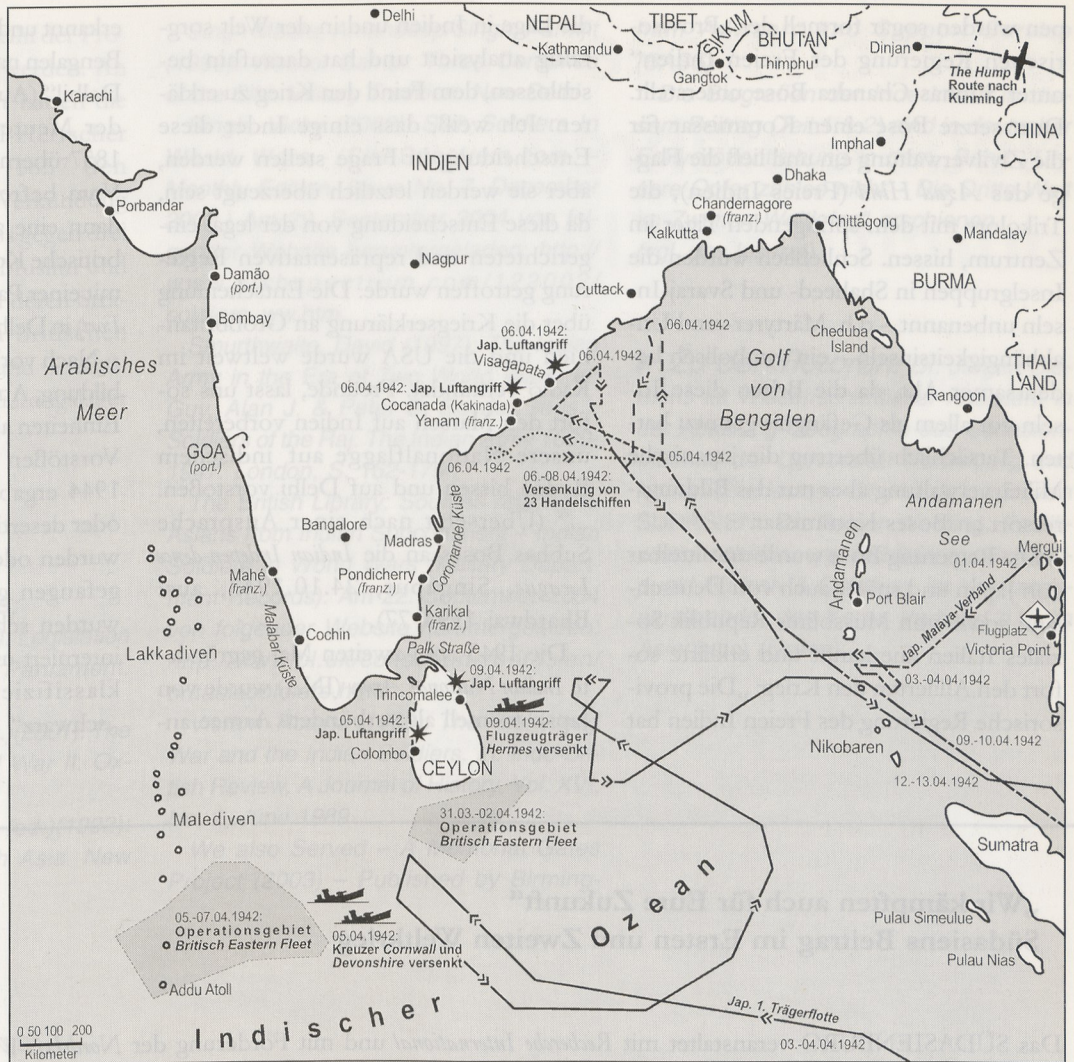 Delhi
NEPAL
TIBET
SIKKIM
BHUTAN
Kathmandu
Thimphu
Gangtok
Dinjan
The Hump
Route nach
Kunming
CHINA
Karachi
INDIEN
Imphal
Dhaka
Porbandar
Chandernagore
(franz.)
Kalkutta
Chittagong
Mandalay
Nagpur
Damão
(port.)
Cuttack
BURMA
Bombay
06.04.1942:
Jap. Luftangriff
Visagapata
06.04.1942
06.04.1942
Cheduba
Island
Golf
von
Bengalen
THAI-
LAND
Arabisches
Meer
06.04.1942: Jap. Luftangriff
Cocanada (Kakinada)
Yanam (franz.)
Rangoon
GOA
(port.)
06.04.1942
05.04.1942
06.-08.04.1942:
Versenkung von
23 Handelsschiffen
Coromandel Küste
Andamanen
See
Bangalore
Madras
Mergui
01.04.1942
Mahé
(franz.)
Pondicherry
(franz.)
Andamanen
Port Blair
Jap. Malaya-Verband
Karikal
(franz.)
Flugplatz
Victoria Point
Malabar Küste
Cochin
Palk Straße
Lakkadiven
09.04.1942:
Jap. Luftangriff
Trincomalee
03.-04.04.1942
05.04.1942:
Jap. Luftangriff
Colombo
09.04.1942:
Flugzeugträger
Hermes versenkt
Nikobaren
09.-10.04.1942
CEYLON
12.-13.04.1942
Malediven
31.03.-02.04.1942:
Operationsgebiet
Britisch Eastern Fleet
Sumatra
05.-07.04.1942:
Operationsgebiet
Britisch Eastern Fleet
05.04.1942:
Kreuzer Cornwall und
Devonshire versenkt
Pulau Simeulue
Pulau Nias
Addu Atoll
Indischer
Ozean
Jap. 1. Trägerflotte
03.-04.04.1942
0 50 100 200
Kilometer